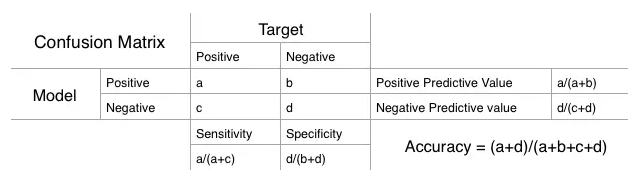 Confusion Matrix
Target
Positive Negative
Model
Positive a b Positive Predictive Value a/(a+b)
Negative c d Negative Predictive value d/(c+d)
Sensitivity Specificity
Accuracy = (a+d)/(a+b+c+d)
a/(a+c) d/(b+d)